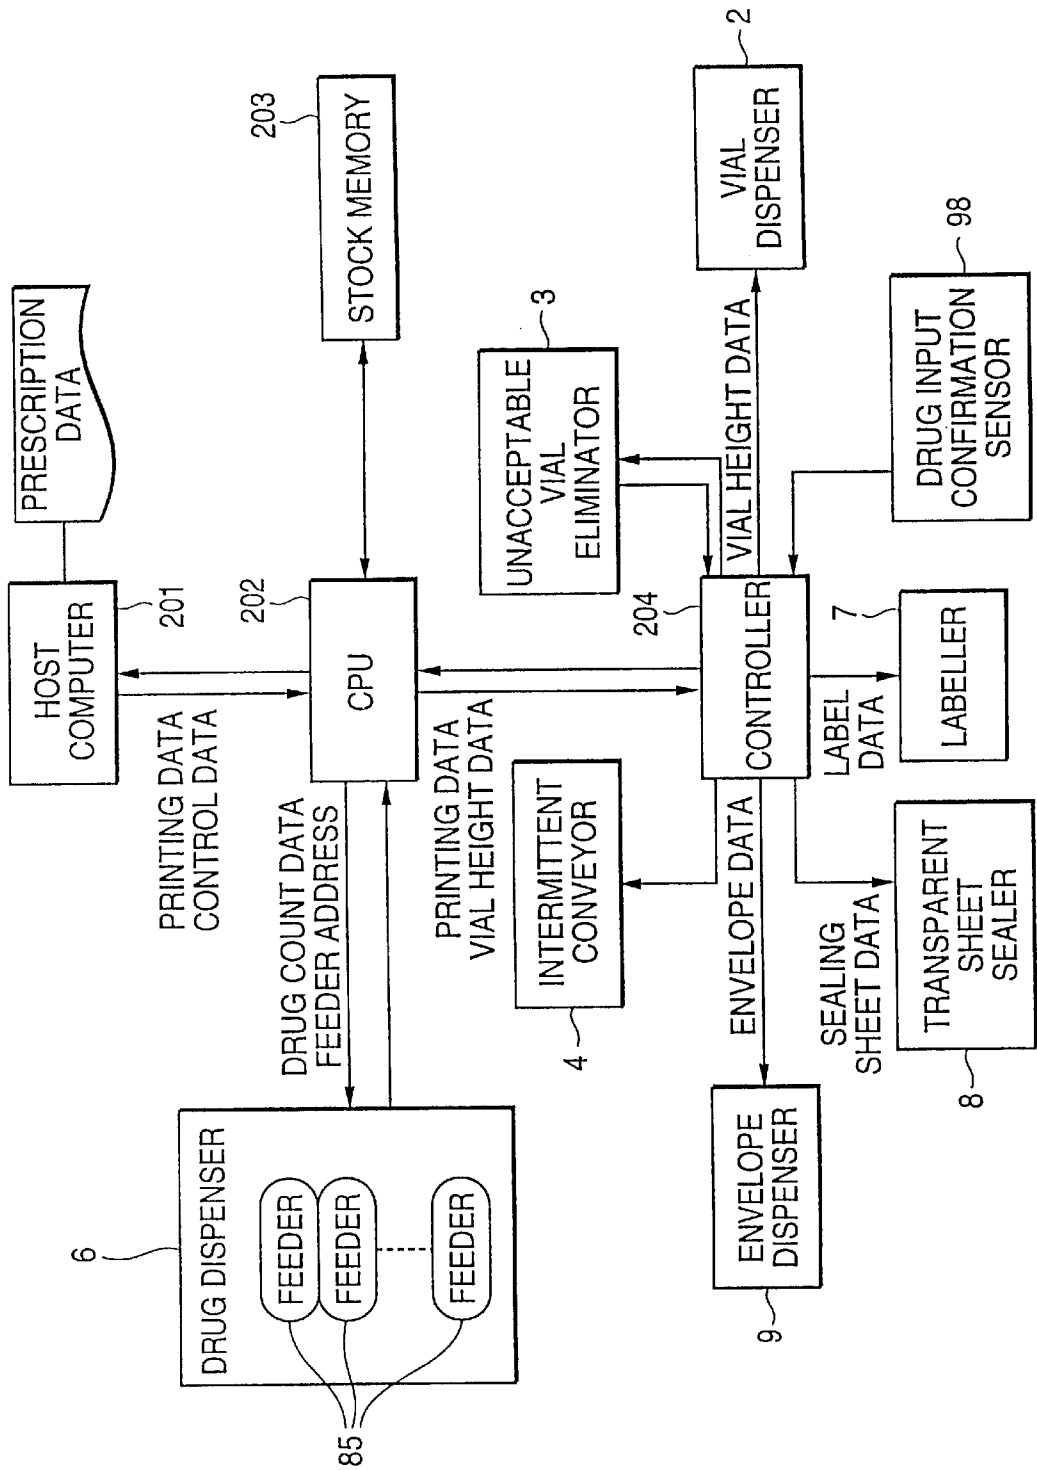 PRESCRIPTION
DATA
HOST
COMPUTER
201
PRINTING DATA
CONTROL DATA
203
STOCK MEMORY
202
CPU
DRUG COUNT DATA
FEEDER ADDRESS
6
DRUG DISPENSER
FEEDER
FEEDER
FEEDER
85
PRINTING DATA
VIAL HEIGHT DATA
3
UNACCEPTABLE
VIAL
ELIMINATOR
INTERMITTENT
CONVEYOR
4
2
VIAL
DISPENSER
VIAL HEIGHT DATA
204
CONTROLLER
ENVELOPE DATA
ENVELOPE
DISPENSER
9
98
DRUG INPUT
CONFIRMATION
SENSOR
7
LABELLER
LABEL
DATA
SEALING
SHEET DATA
TRANSPARENT
SHEET
SEALER
8